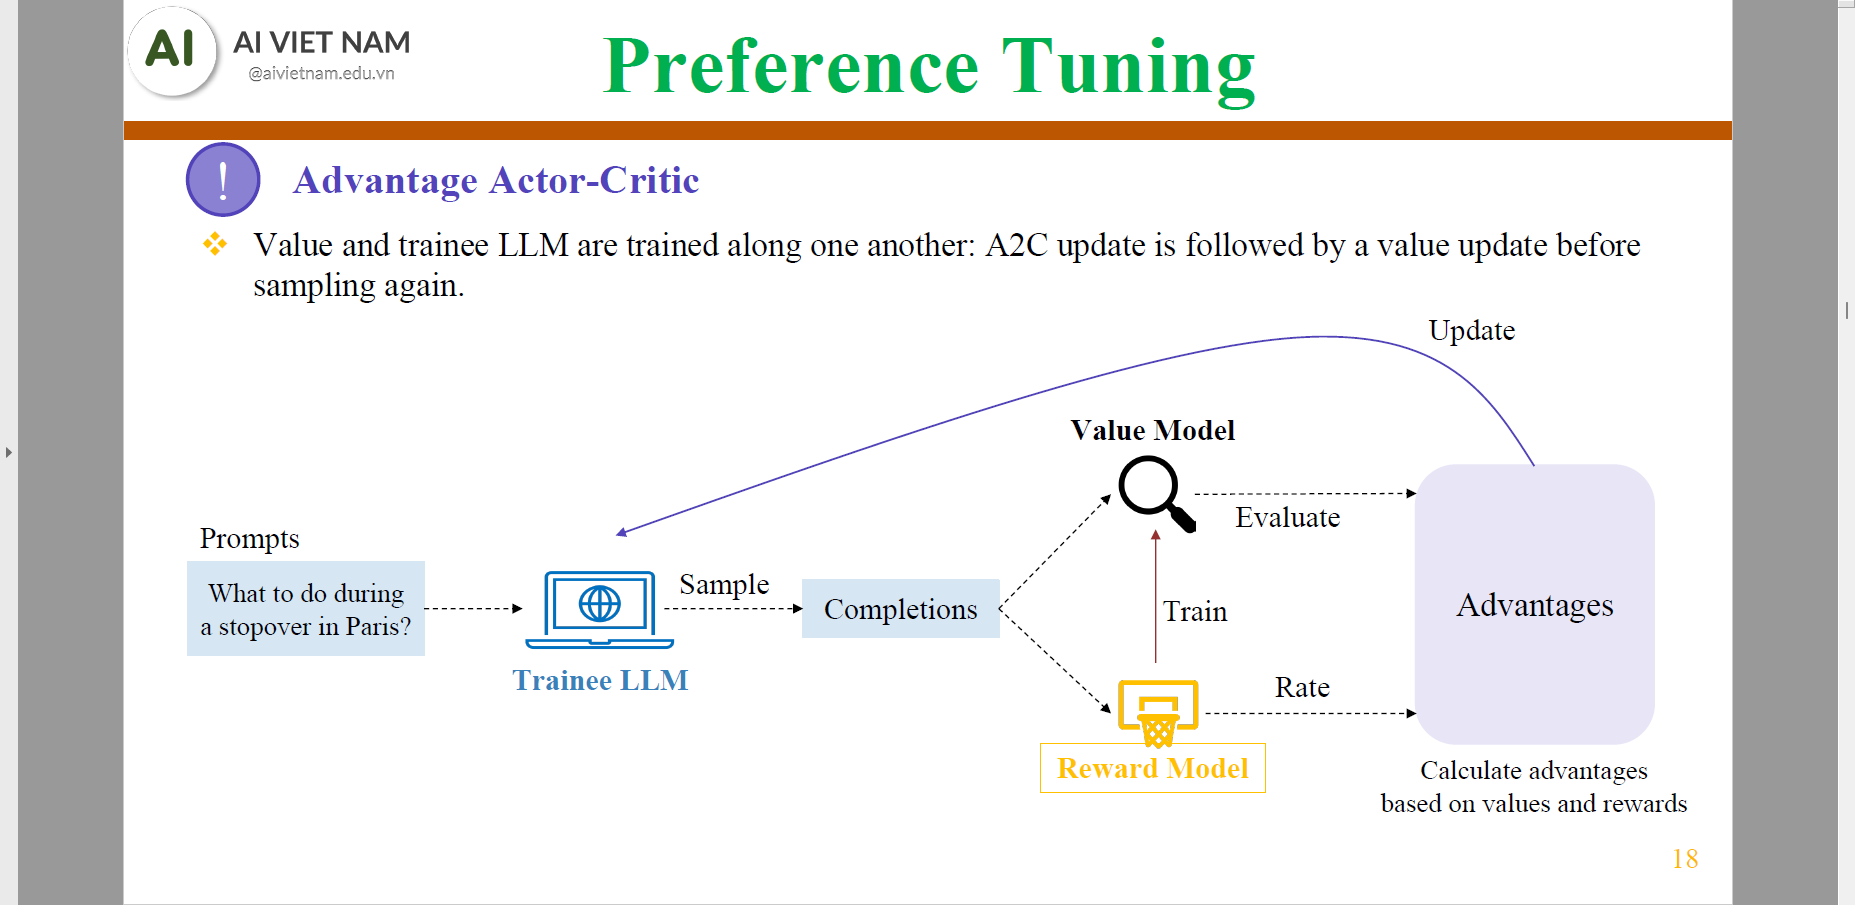 AI
AI VIET NAM
@aivietnam.edu.vn
Preference Tuning
!
Advantage Actor-Critic
Value and trainee LLM are trained along one another: A2C update is followed by a value update before
sampling again.
Update
Value Model
Evaluate
Prompts
What to do during
a stopover in Paris?
Sample
Completions
Train
Advantages
Trainee LLM
Rate
Reward Model
Calculate advantages
based on values and rewards
18